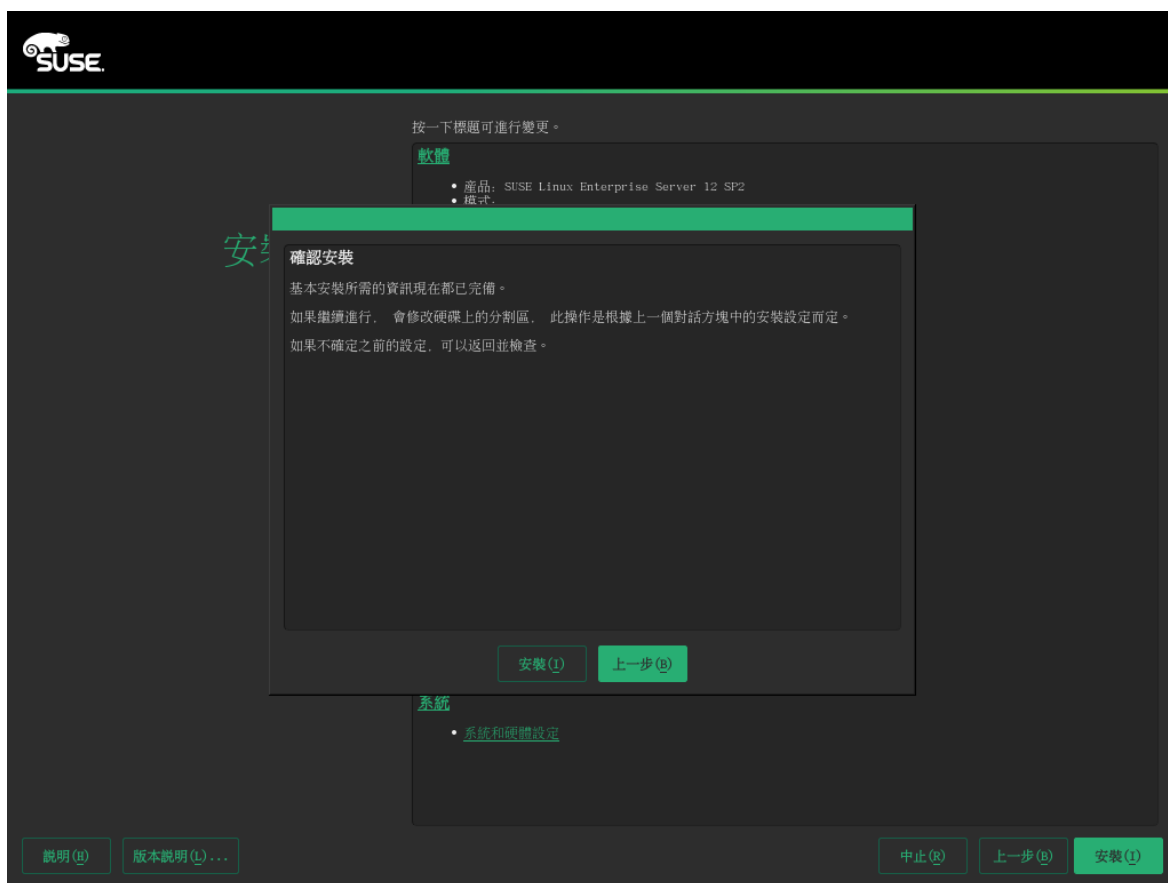 SUSE.
按一下標題可進行變更。
軟體
• 產品: SUSE Linux Enterprise Server 12 SP2
• 模式:
安裝
確認安裝
基本安裝所需的資訊現在都已完備。
如果繼續進行， 會修改硬碟上的分割區， 此操作是根據上一個對話方塊中的安裝設定而定。
如果不確定之前的設定，可以返回並檢查。
安裝(I) 上一步(B)
系統
• 系統和硬體設定
説明(H) 版本説明(L)... 中止(R) 上一步(B) 安裝(I)